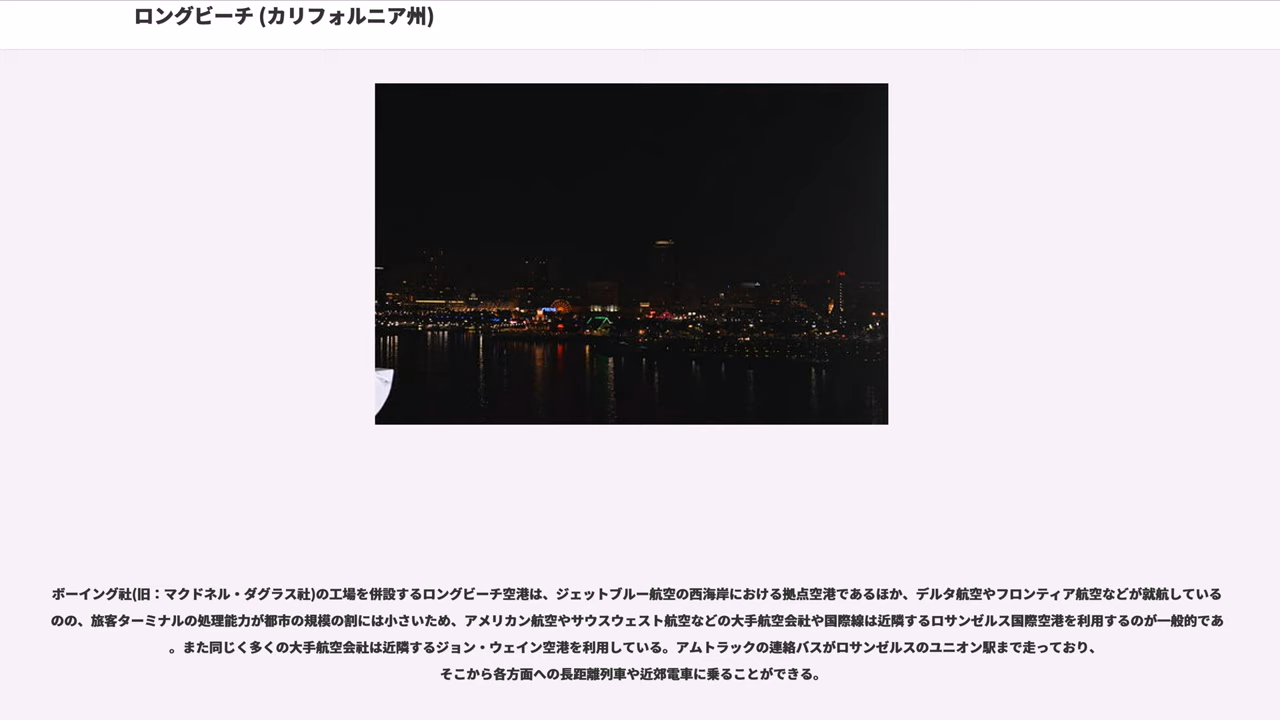 ロングビーチ (カリフォルニア州)
ボーイング社(旧：マクドネル・ダグラス社)の工場を併設するロングビーチ空港は、ジェットブルー航空の西海岸における拠点空港であるほか、デルタ航空やフロンティア航空などが就航している
のの、旅客ターミナルの処理能力が都市の規模の割には小さいため、アメリカン航空やサウスウェスト航空などの大手航空会社や国際線は近隣するロサンゼルス国際空港を利用するのが一般的であ
。また同じく多くの大手航空会社は近隣するジョン・ウェイン空港を利用している。アムトラックの連絡バスがロサンゼルスのユニオン駅まで走っており、
そこから各方面への長距離列車や近郊電車に乗ることができる。